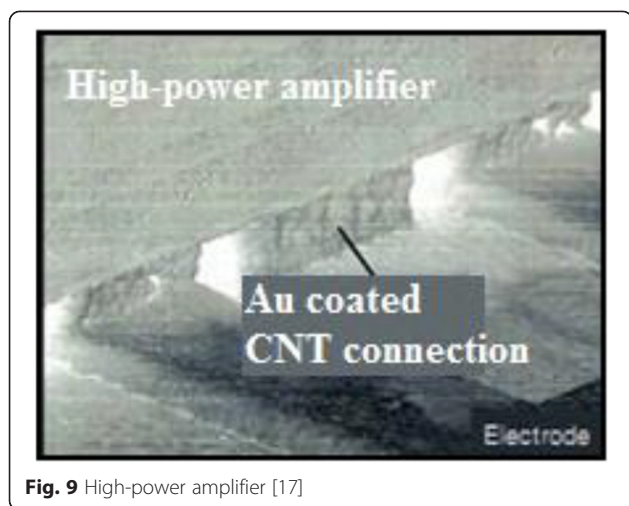 High-power amplifier
Au coated
CNT connection
Electrode
Fig. 9 High-power amplifier [17]